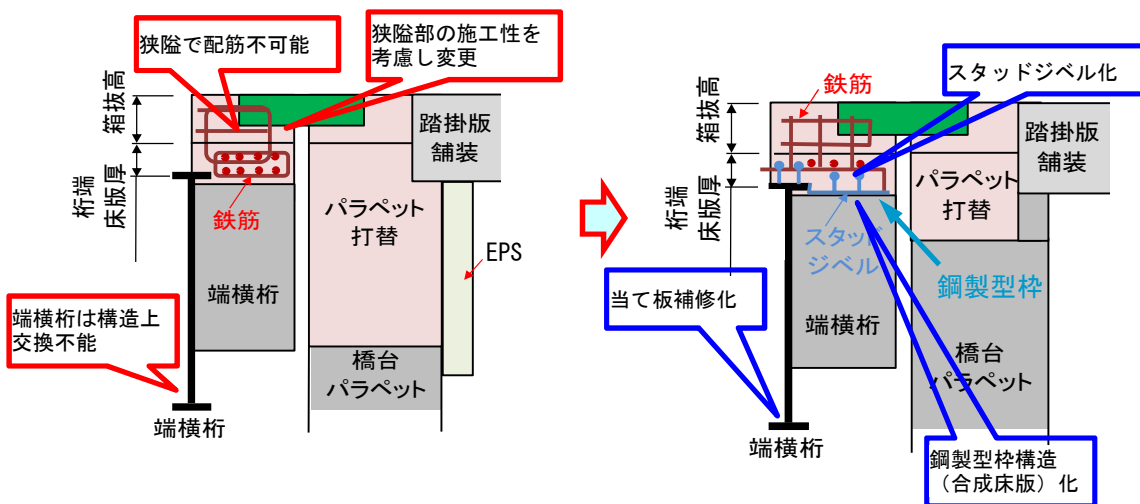 狭隘で配筋不可能
狭隘部の施工性を
考慮し変更
箱抜高
桁端
床版厚
鉄筋
踏掛版
舗装
パラペット
打替
EPS
端横桁
端横桁は構造上
交換不能
橋台
パラペット
端横桁
スタッドジベル化
鉄筋
箱抜高
桁端
床版厚
踏掛版
舗装
パラペット
打替
スタッド
ジベル
鋼製型枠
当て板補修化
端横桁
橋台
パラペット
端横桁
鋼製型枠構造
（合成床版）化